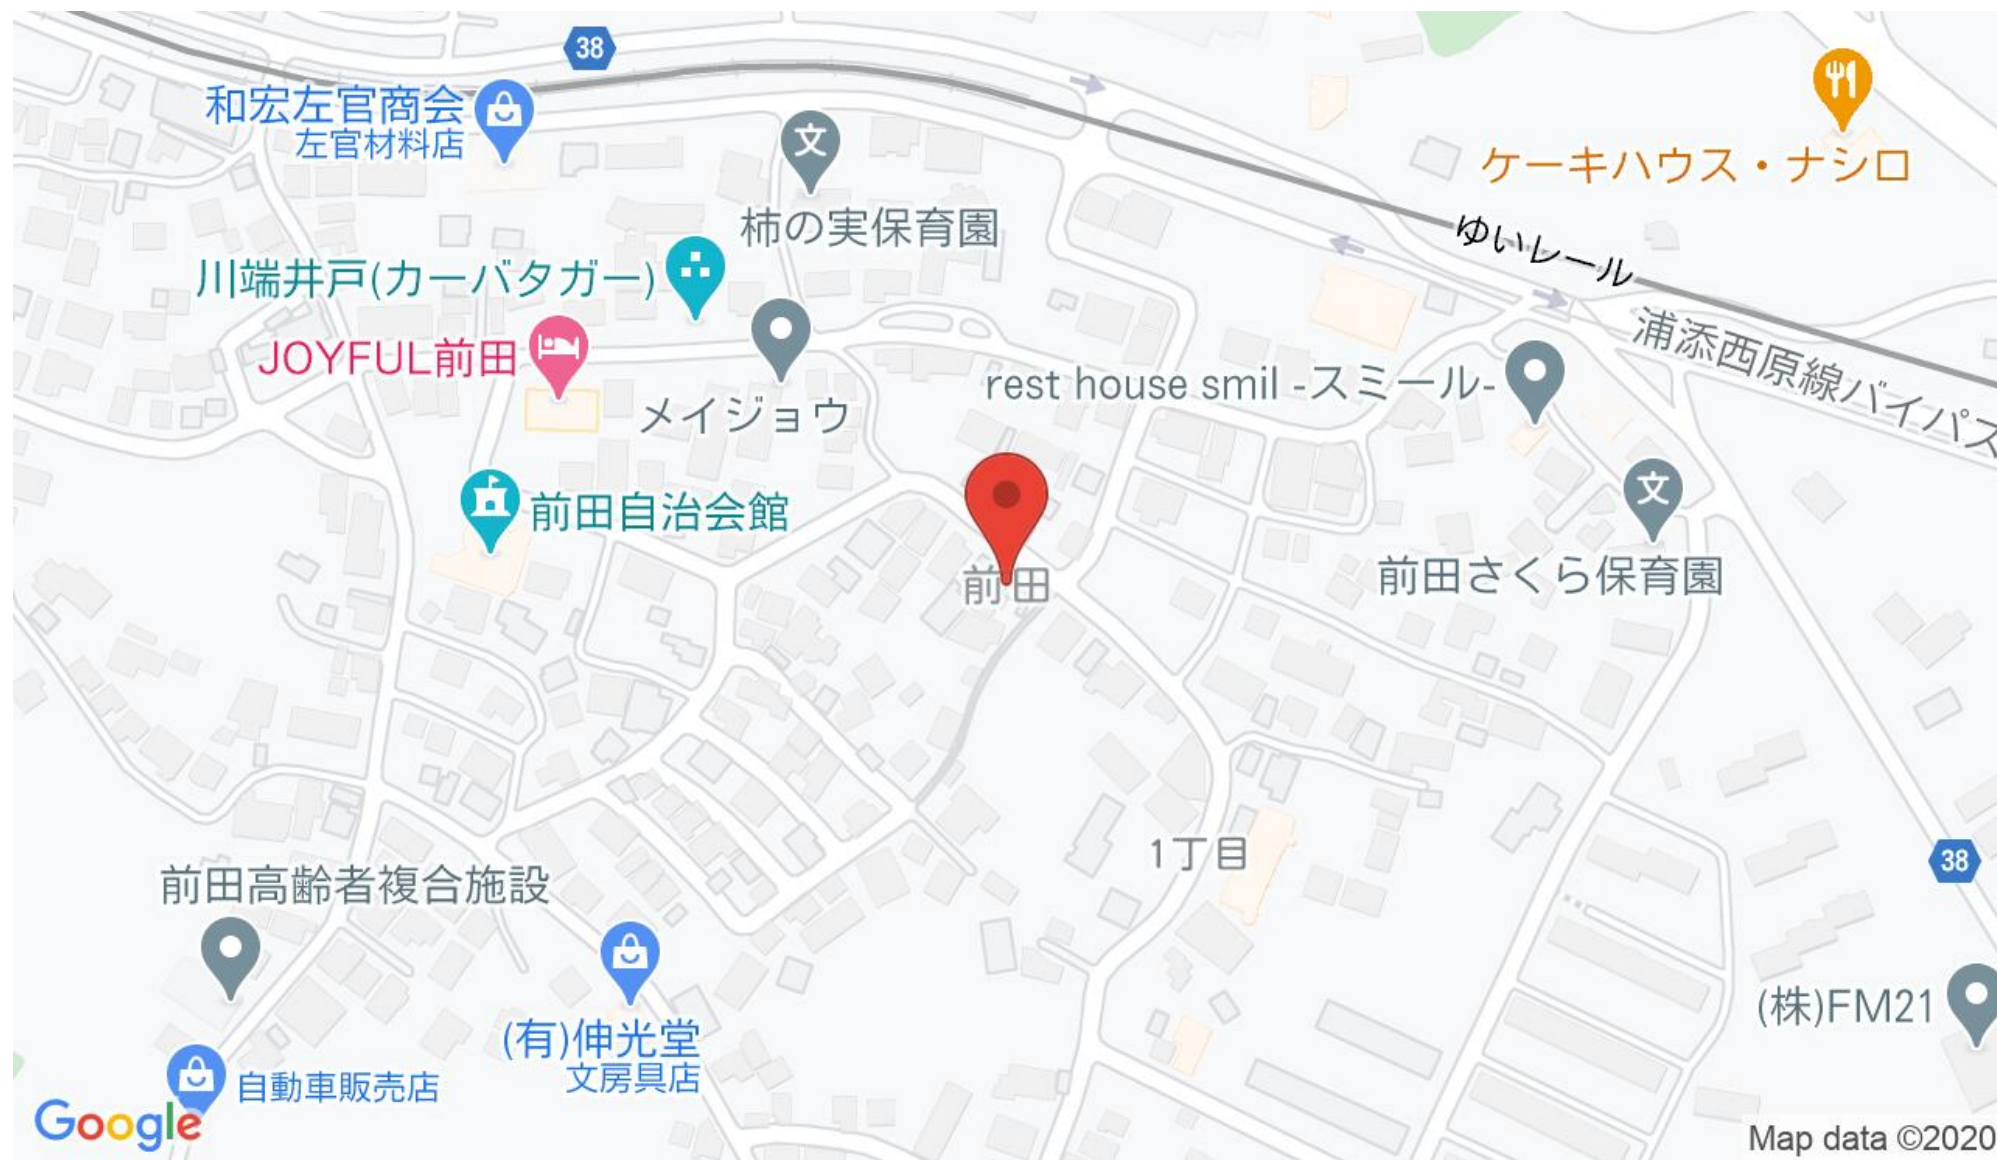 38
和宏左官商会
左官材料店
文
ケーキハウス・ナシロ
柿の実保育園
ゆいレール
川端井戸(カーバタガー)
JOYFUL前田
浦添西原線バイパス
rest house smil -スミール-
メイジョウ
文
前田自治会館
前田
前田さくら保育園
1丁目
38
前田高齢者複合施設
(株)FM21
(有)伸光堂
文房具店
自動車販売店
Google
Map data ©2020